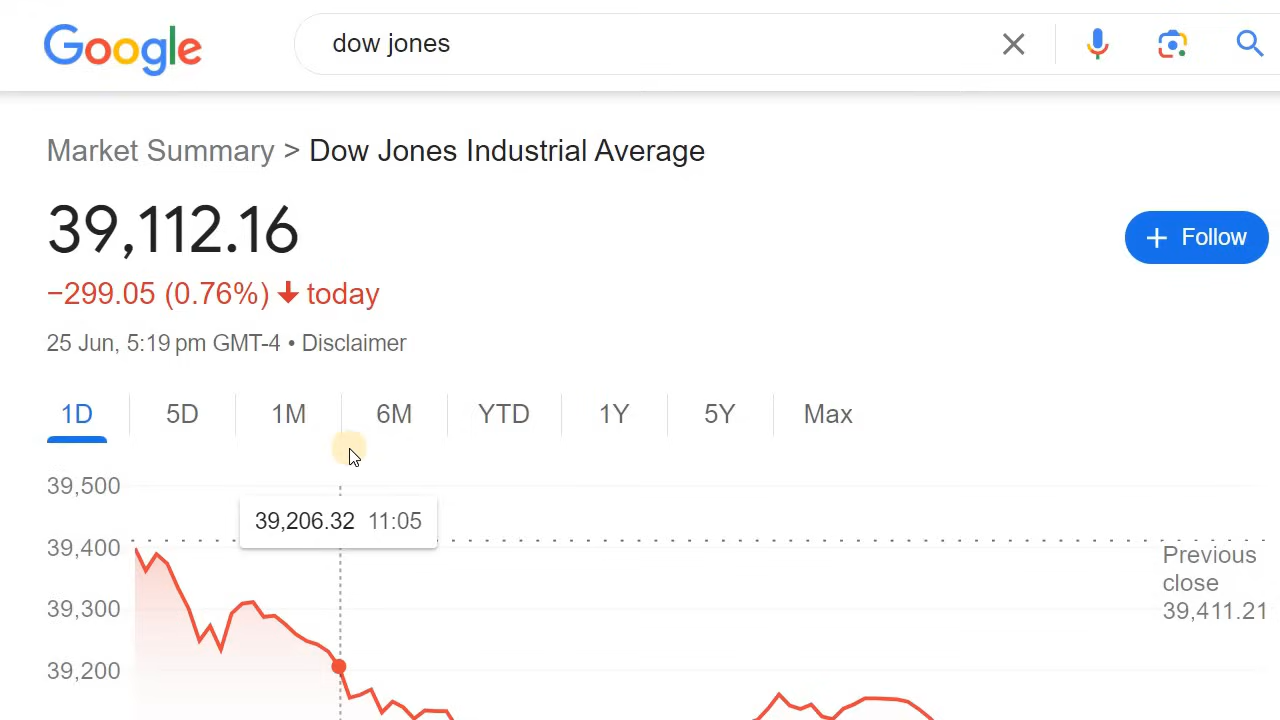 Google
dow jones
Market Summary > Dow Jones Industrial Average
39,112.16
+ Follow
−299.05 (0.76%) ↓ today
25 Jun, 5:19 pm GMT-4 • Disclaimer
1D 5D 1M 6M YTD 1Y 5Y Max
39,500
39,206.32 11:05
39,400
Previous
close
39,411.21
39,300
39,200